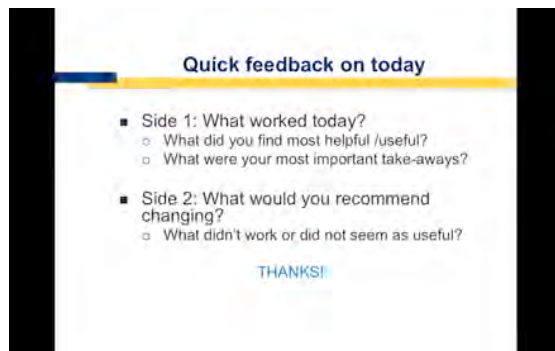 Quick feedback on today
■ Side 1: What worked today?
○ What did you find most helpful /useful?
○ What were your most important take-aways?
■ Side 2: What would you recommend
changing?
○ What didn't work or did not seem as useful?
THANKS!